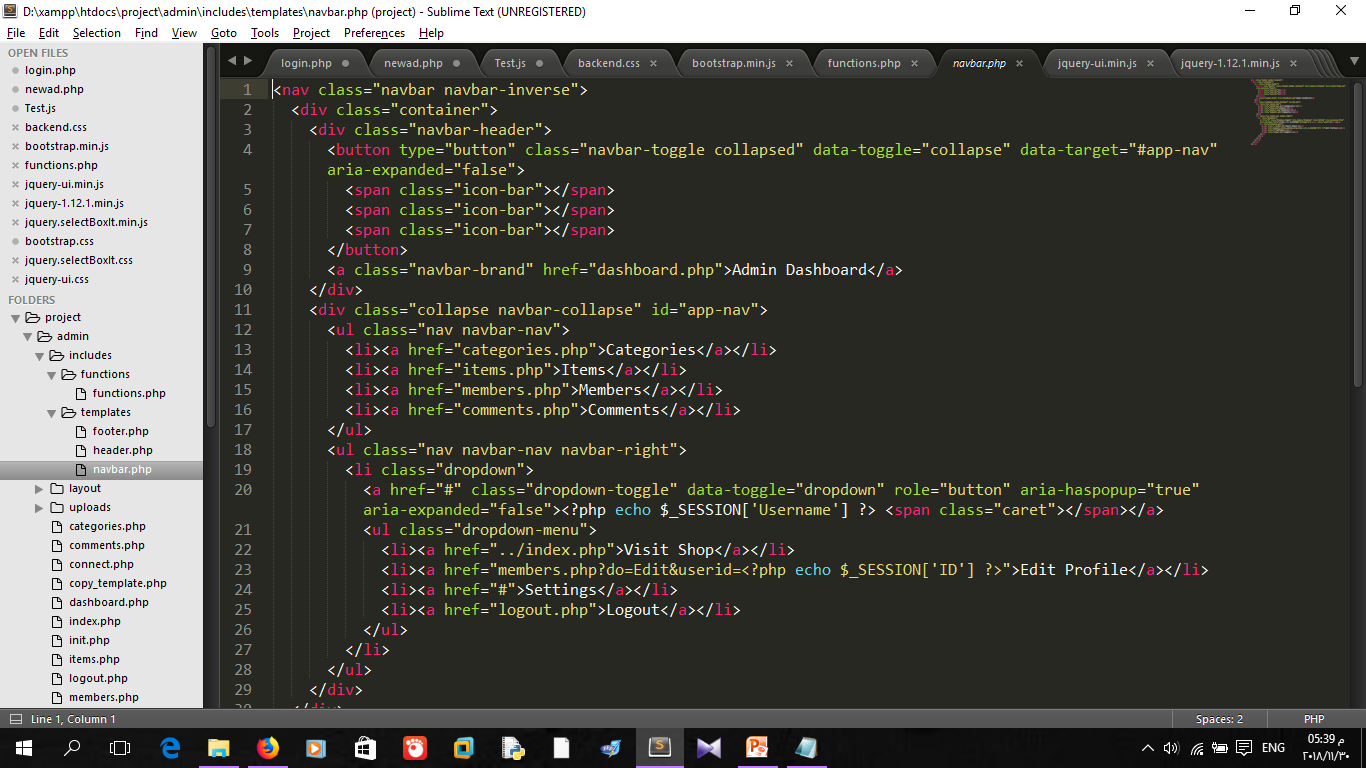 D:\xampp\htdocs\project\admin\includes\templates\navbar.php (project) - Sublime Text (UNREGISTERED)
File Edit Selection Find View Goto Tools Project Preferences Help
OPEN FILES
login.php
newad.php
Test.js
backend.css
bootstrap.min.js
functions.php
jquery-ui.min.js
jquery-1.12.1.min.js
jquery.selectBoxIt.min.js
bootstrap.css
jquery.selectBoxIt.css
jquery-ui.css
FOLDERS
project
admin
includes
functions
functions.php
templates
footer.php
header.php
navbar.php
layout
uploads
categories.php
comments.php
connect.php
copy_template.php
dashboard.php
index.php
init.php
items.php
logout.php
members.php
login.php newad.php Test.js backend.css bootstrap.min.js functions.php navbar.php jquery-ui.min.js jquery-1.12.1.min.js
1 <nav class="navbar navbar-inverse">
2 <div class="container">
3 <div class="navbar-header">
4 <button type="button" class="navbar-toggle collapsed" data-toggle="collapse" data-target="#app-nav"
aria-expanded="false">
5 <span class="icon-bar"></span>
6 <span class="icon-bar"></span>
7 <span class="icon-bar"></span>
8 </button>
9 <a class="navbar-brand" href="dashboard.php">Admin Dashboard</a>
10 </div>
11 <div class="collapse navbar-collapse" id="app-nav">
12 <ul class="nav navbar-nav">
13 <li><a href="categories.php">Categories</a></li>
14 <li><a href="items.php">Items</a></li>
15 <li><a href="members.php">Members</a></li>
16 <li><a href="comments.php">Comments</a></li>
17 </ul>
18 <ul class="nav navbar-nav navbar-right">
19 <li class="dropdown">
20 <a href="#" class="dropdown-toggle" data-toggle="dropdown" role="button" aria-haspopup="true"
aria-expanded="false"><?php echo $_SESSION['Username'] ?> <span class="caret"></span></a>
21 <ul class="dropdown-menu">
22 <li><a href="../index.php">Visit Shop</a></li>
23 <li><a href="members.php?do=Edit&userid=<?php echo $_SESSION['ID'] ?>">Edit Profile</a></li>
24 <li><a href="#">Settings</a></li>
25 <li><a href="logout.php">Logout</a></li>
26 </ul>
27 </li>
28 </ul>
29 </div>
30 </div>
Line 1, Column 1 Spaces: 2 PHP
ENG
05:39 م
٢٠١٨/١١/٣٠